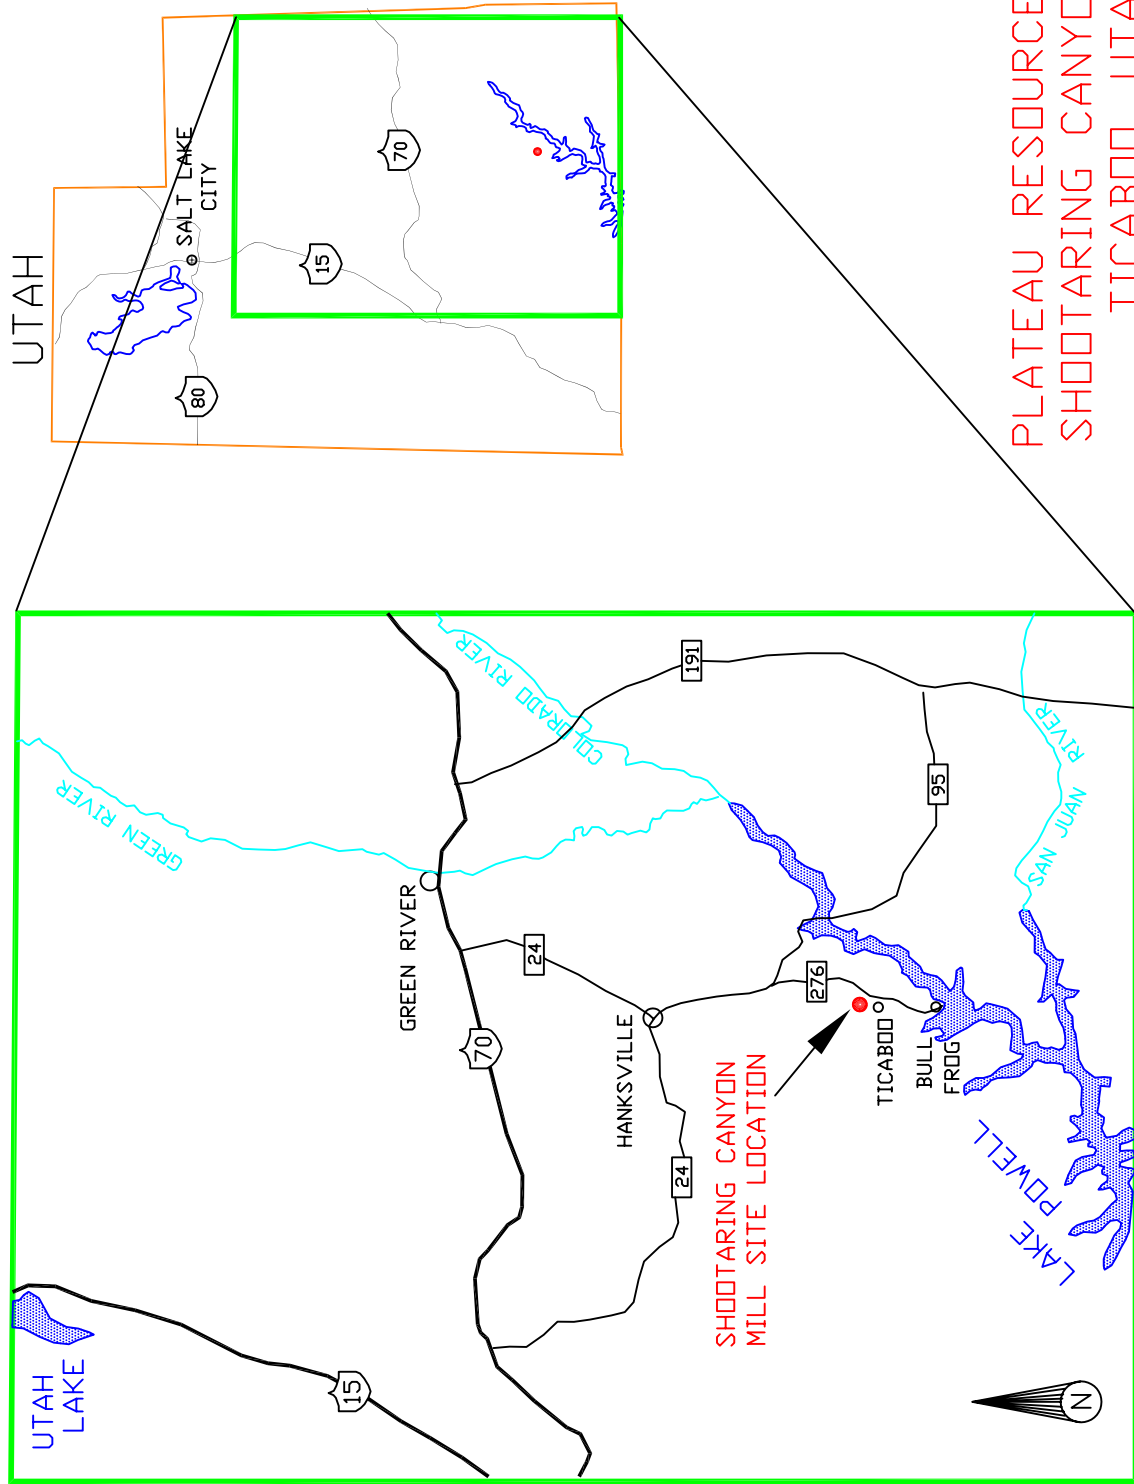 UTAH
SALT LAKE
CITY
80
15
70
UTAH
LAKE
15
GREEN RIVER
GREEN RIVER
70
COLORADO RIVER
24
191
HANKSVILLE
24
SHOOTARING CANYON
MILL SITE LOCATION
276
TICABOO
BULL
FROG
95
LAKE
POWELL
SAN JUAN
RIVER
N
PLATEAU RESOURCE
SHOOTARING CANYO
TICABOO UTA